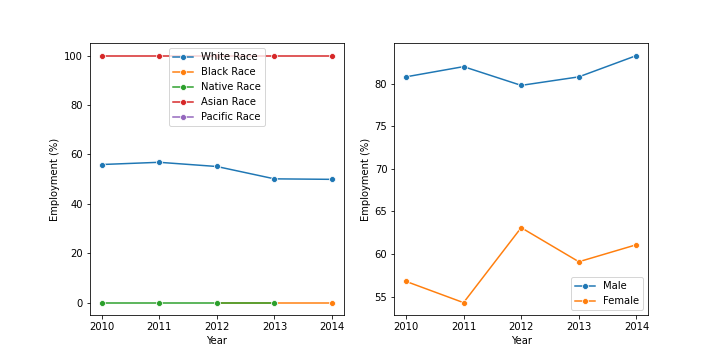 100
80
60
40
20
0
Employment (%)
2010 2011 2012 2013 2014
Year
White Race
Black Race
Native Race
Asian Race
Pacific Race
80
75
70
65
60
55
Employment (%)
2010 2011 2012 2013 2014
Year
Male
Female